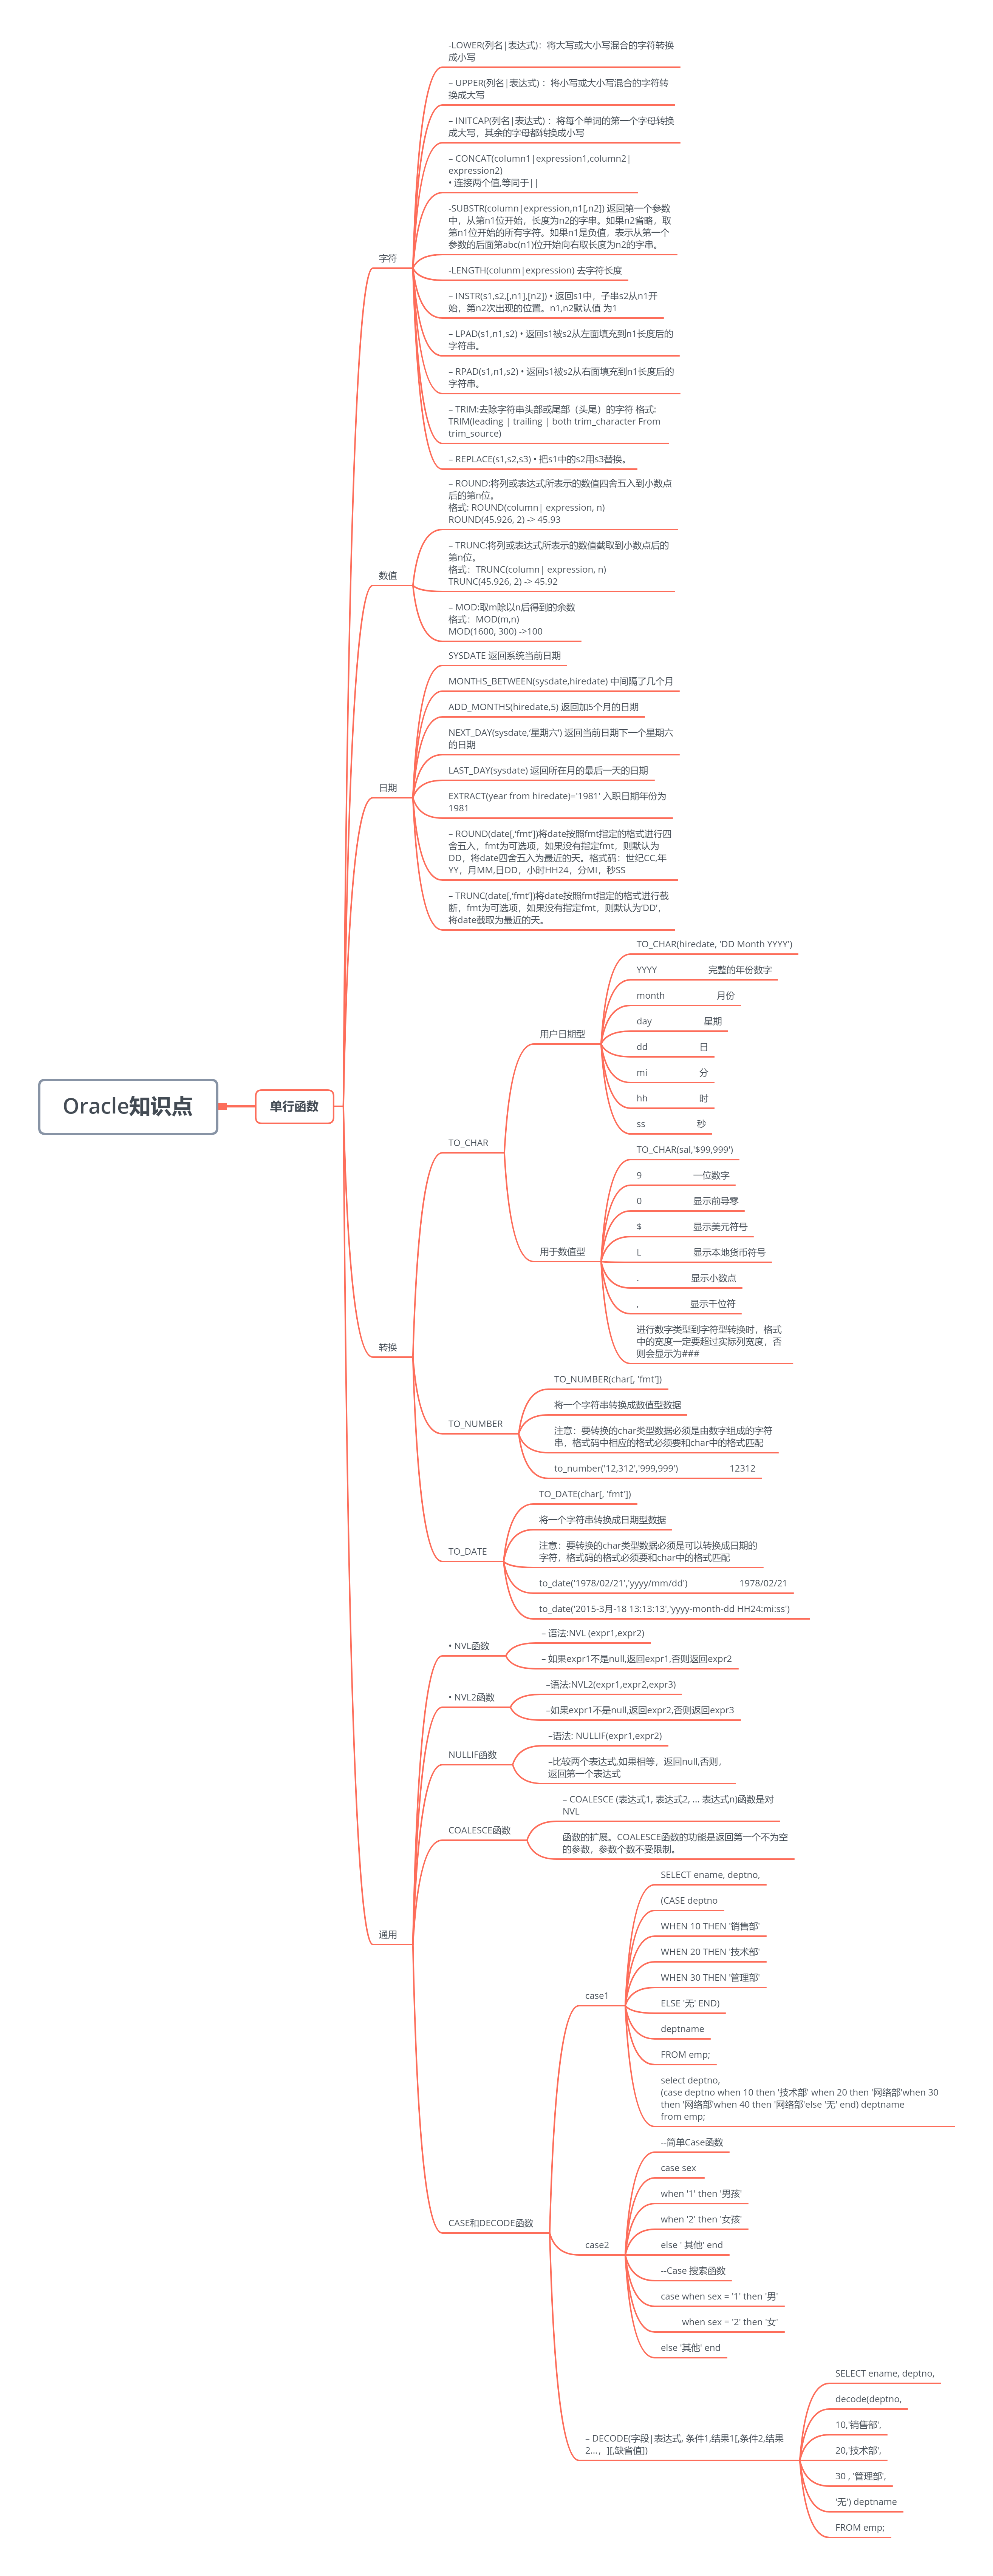 Oracle知识点
单行函数
字符
-LOWER(列名|表达式)：将大写或大小写混合的字符转换
成小写
– UPPER(列名|表达式) ：将小写或大小写混合的字符转
换成大写
– INITCAP(列名|表达式) ：将每个单词的第一个字母转换
成大写，其余的字母都转换成小写
– CONCAT(column1|expression1,column2|
expression2)
• 连接两个值,等同于||
-SUBSTR(column|expression,n1[,n2]) 返回第一个参数
中，从第n1位开始，长度为n2的字串。如果n2省略，取
第n1位开始的所有字符。如果n1是负值，表示从第一个
参数的后面第abc(n1)位开始向右取长度为n2的字串。
-LENGTH(colunm|expression) 去字符长度
– INSTR(s1,s2,[,n1],[n2]) • 返回s1中，子串s2从n1开
始，第n2次出现的位置。n1,n2默认值 为1
– LPAD(s1,n1,s2) • 返回s1被s2从左面填充到n1长度后的
字符串。
– RPAD(s1,n1,s2) • 返回s1被s2从右面填充到n1长度后的
字符串。
– TRIM:去除字符串头部或尾部（头尾）的字符 格式:
TRIM(leading | trailing | both trim_character From
trim_source)
– REPLACE(s1,s2,s3) • 把s1中的s2用s3替换。
数值
– ROUND:将列或表达式所表示的数值四舍五入到小数点
后的第n位。
格式: ROUND(column| expression, n)
ROUND(45.926, 2) -> 45.93
– TRUNC:将列或表达式所表示的数值截取到小数点后的
第n位。
格式：TRUNC(column| expression, n)
TRUNC(45.926, 2) -> 45.92
– MOD:取m除以n后得到的余数
格式：MOD(m,n)
MOD(1600, 300) ->100
日期
SYSDATE 返回系统当前日期
MONTHS_BETWEEN(sysdate,hiredate) 中间隔了几个月
ADD_MONTHS(hiredate,5) 返回加5个月的日期
NEXT_DAY(sysdate,‘星期六’) 返回当前日期下一个星期六
的日期
LAST_DAY(sysdate) 返回所在月的最后一天的日期
EXTRACT(year from hiredate)='1981' 入职日期年份为
1981
– ROUND(date[,‘fmt’])将date按照fmt指定的格式进行四
舍五入，fmt为可选项，如果没有指定fmt，则默认为
DD，将date四舍五入为最近的天。格式码：世纪CC,年
YY，月MM,日DD，小时HH24，分MI，秒SS
– TRUNC(date[,‘fmt’])将date按照fmt指定的格式进行截
断，fmt为可选项，如果没有指定fmt，则默认为‘DD’，
将date截取为最近的天。
转换
TO_CHAR
用户日期型
TO_CHAR(hiredate, 'DD Month YYYY')
YYYY 完整的年份数字
month 月份
day 星期
dd 日
mi 分
hh 时
ss 秒
用于数值型
TO_CHAR(sal,'$99,999')
9 一位数字
0 显示前导零
$ 显示美元符号
L 显示本地货币符号
. 显示小数点
, 显示千位符
进行数字类型到字符型转换时，格式
中的宽度一定要超过实际列宽度，否
则会显示为###
TO_NUMBER
TO_NUMBER(char[, 'fmt'])
将一个字符串转换成数值型数据
注意：要转换的char类型数据必须是由数字组成的字符
串，格式码中相应的格式必须要和char中的格式匹配
to_number('12,312','999,999') 12312
TO_DATE
TO_DATE(char[, 'fmt'])
将一个字符串转换成日期型数据
注意：要转换的char类型数据必须是可以转换成日期的
字符，格式码的格式必须要和char中的格式匹配
to_date('1978/02/21','yyyy/mm/dd') 1978/02/21
to_date('2015-3月-18 13:13:13','yyyy-month-dd HH24:mi:ss')
通用
• NVL函数
– 语法:NVL (expr1,expr2)
– 如果expr1不是null,返回expr1,否则返回expr2
• NVL2函数
–语法:NVL2(expr1,expr2,expr3)
–如果expr1不是null,返回expr2,否则返回expr3
NULLIF函数
–语法: NULLIF(expr1,expr2)
–比较两个表达式,如果相等，返回null,否则，
返回第一个表达式
COALESCE函数
– COALESCE (表达式1, 表达式2, ... 表达式n)函数是对
NVL
函数的扩展。COALESCE函数的功能是返回第一个不为空
的参数，参数个数不受限制。
CASE和DECODE函数
case1
SELECT ename, deptno,
(CASE deptno
WHEN 10 THEN '销售部'
WHEN 20 THEN '技术部'
WHEN 30 THEN '管理部'
ELSE '无' END)
deptname
FROM emp;
select deptno,
(case deptno when 10 then '技术部' when 20 then '网络部'when 30
then '网络部'when 40 then '网络部'else '无' end) deptname
from emp;
case2
--简单Case函数
case sex
when '1' then '男孩'
when '2' then '女孩'
else ' 其他' end
--Case 搜索函数
case when sex = '1' then '男'
when sex = '2' then '女'
else '其他' end
– DECODE(字段|表达式, 条件1,结果1[,条件2,结果
2...，][,缺省值])
SELECT ename, deptno,
decode(deptno,
10,'销售部',
20,'技术部',
30 , '管理部',
'无') deptname
FROM emp;